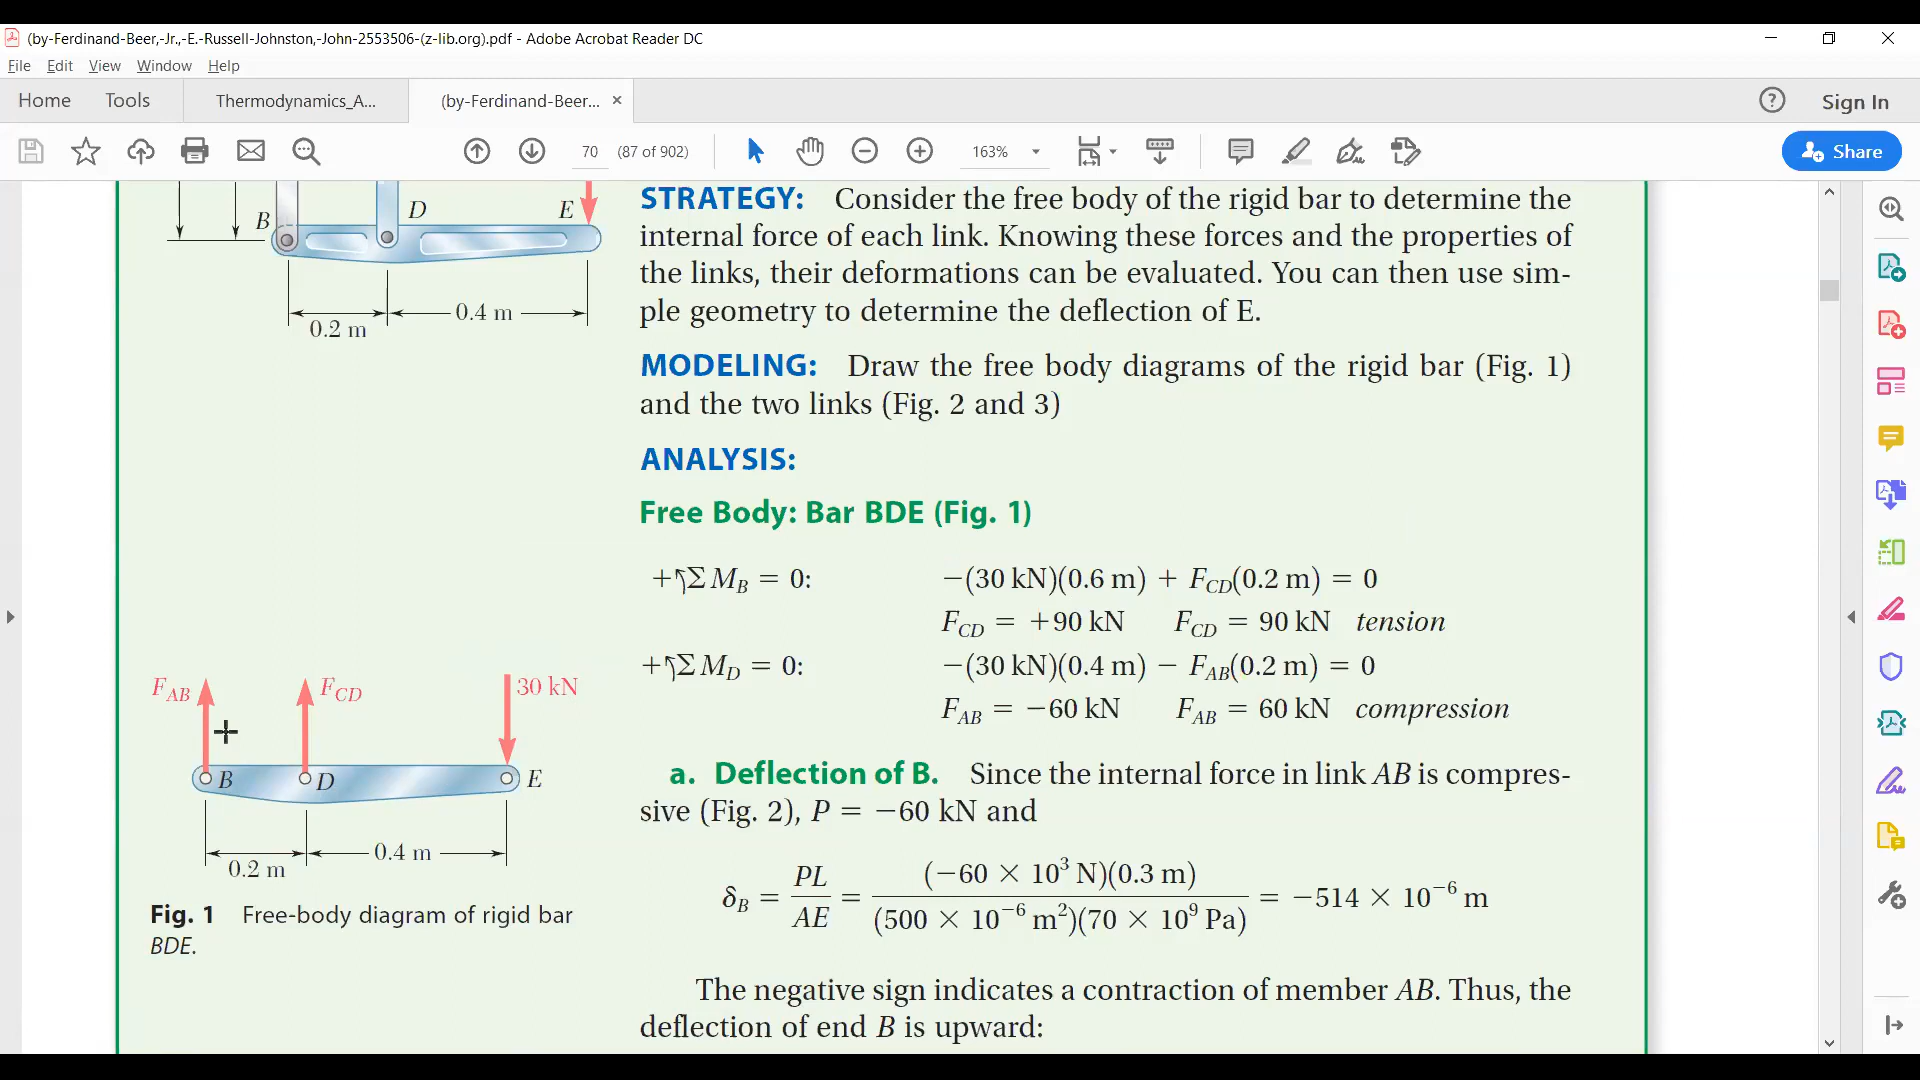 (by-Ferdinand-Beer,-Jr.,-E.-Russell-Johnston,-John-2553506-(z-lib.org).pdf - Adobe Acrobat Reader DC
File Edit View Window Help
Home Tools Thermodynamics_A... (by-Ferdinand-Beer... ×
Sign In
70 (87 of 902) 163% Share
B D E
0.2 m 0.4 m
STRATEGY: Consider the free body of the rigid bar to determine the
internal force of each link. Knowing these forces and the properties of
the links, their deformations can be evaluated. You can then use sim-
ple geometry to determine the deflection of E.
MODELING: Draw the free body diagrams of the rigid bar (Fig. 1)
and the two links (Fig. 2 and 3)
ANALYSIS:
Free Body: Bar BDE (Fig. 1)
+↰Σ M_B = 0: −(30 kN)(0.6 m) + F_CD(0.2 m) = 0
F_CD = +90 kN F_CD = 90 kN tension
+↰Σ M_D = 0: −(30 kN)(0.4 m) − F_AB(0.2 m) = 0
F_AB = −60 kN F_AB = 60 kN compression
F_AB F_CD 30 kN
B D E
0.2 m 0.4 m
Fig. 1 Free-body diagram of rigid bar
BDE.
a. Deflection of B. Since the internal force in link AB is compres-
sive (Fig. 2), P = −60 kN and
δ_B = PL/AE = (−60 × 10³ N)(0.3 m)/(500 × 10⁻⁶ m²)(70 × 10⁹ Pa) = −514 × 10⁻⁶ m
The negative sign indicates a contraction of member AB. Thus, the
deflection of end B is upward: